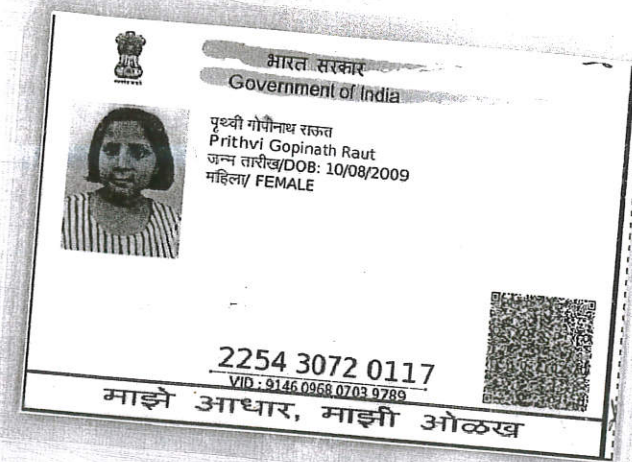 भारत सरकार
Government of India
पृथ्वी गोपीनाथ राऊत
Prithvi Gopinath Raut
जन्म तारीख/DOB: 10/08/2009
महिला/ FEMALE
2254 3072 0117
VID : 9146 0968 0703 9789
माझे आधार, माझी ओळख